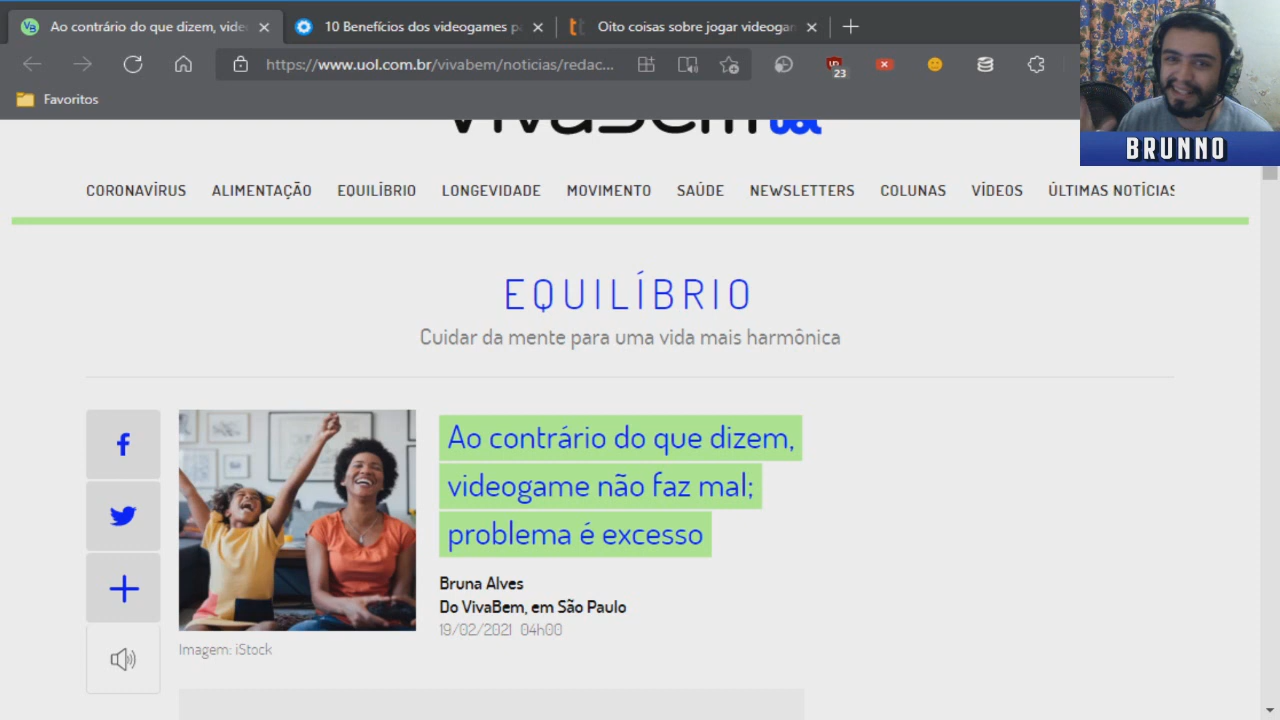 Ao contrário do que dizem, vide
10 Benefícios dos videogames p
Oito coisas sobre jogar videogam
https://www.uol.com.br/vivabem/noticias/redac...
23
Favoritos
BRUNNO
VivaBem
CORONAVÍRUS ALIMENTAÇÃO EQUILÍBRIO LONGEVIDADE MOVIMENTO SAÚDE NEWSLETTERS COLUNAS VÍDEOS ÚLTIMAS NOTÍCIAS
EQUILÍBRIO
Cuidar da mente para uma vida mais harmônica
Ao contrário do que dizem,
videogame não faz mal;
problema é excesso
Bruna Alves
Do VivaBem, em São Paulo
19/02/2021 04h00
Imagem: iStock